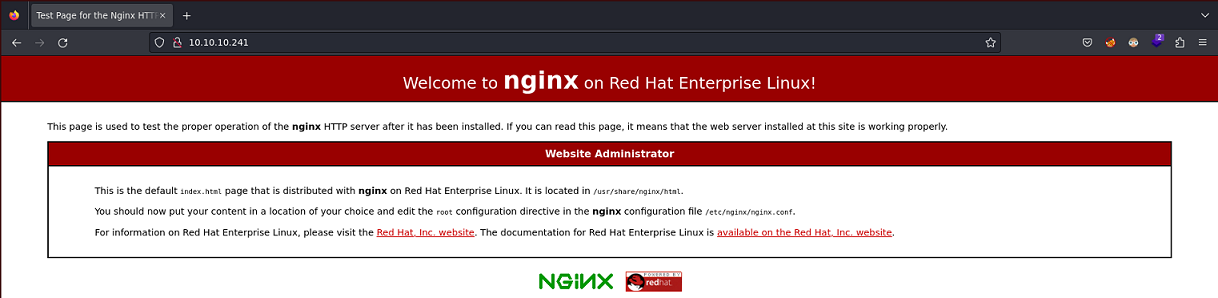 Test Page for the Nginx HTT
10.10.10.241
2
Welcome to nginx on Red Hat Enterprise Linux!
This page is used to test the proper operation of the nginx HTTP server after it has been installed. If you can read this page, it means that the web server installed at this site is working properly.
Website Administrator
This is the default index.html page that is distributed with nginx on Red Hat Enterprise Linux. It is located in /usr/share/nginx/html.
You should now put your content in a location of your choice and edit the root configuration directive in the nginx configuration file /etc/nginx/nginx.conf.
For information on Red Hat Enterprise Linux, please visit the Red Hat, Inc. website. The documentation for Red Hat Enterprise Linux is available on the Red Hat, Inc. website.
NGINX
POWERED BY
redhat